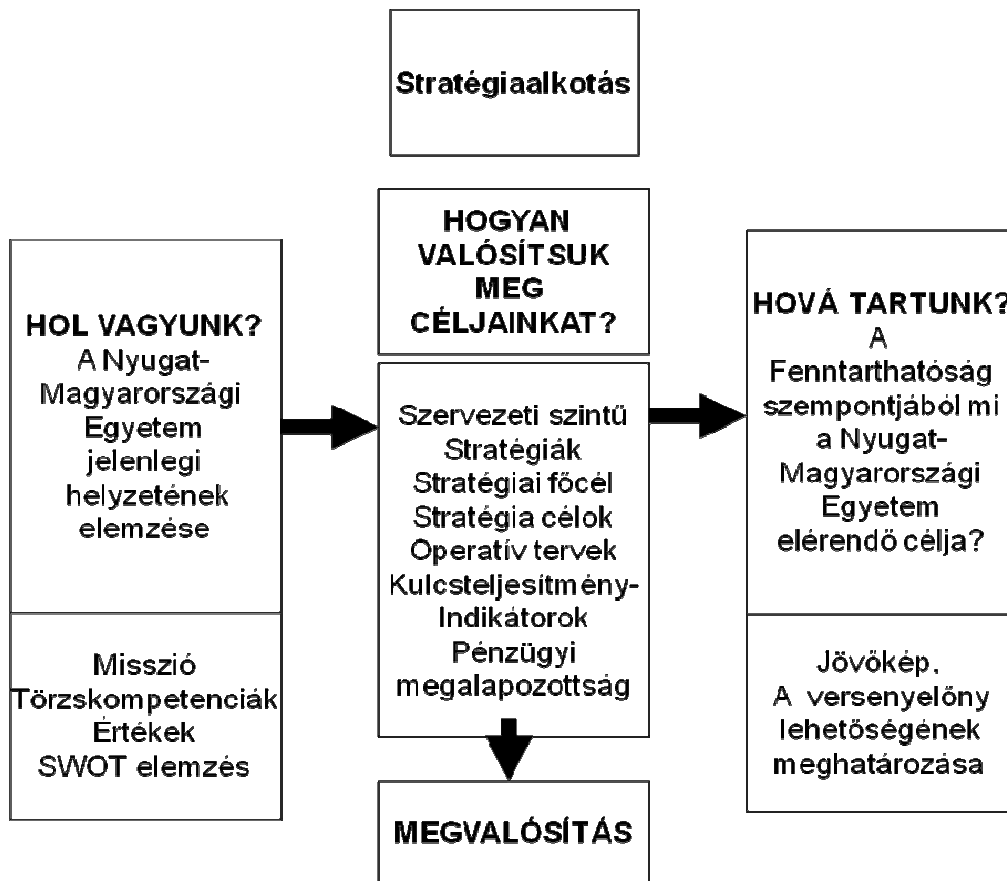 Stratégiaalkotás
HOL VAGYUNK?
A Nyugat-
Magyarországi
Egyetem
jelenlegi
helyzetének
elemzése
Misszió
Törzskompetenciák
Értékek
SWOT elemzés
HOGYAN
VALÓSÍTSUK
MEG
CÉLJAINKAT?
Szervezeti szintű
Stratégiák
Stratégiai főcél
Stratégia célok
Operatív tervek
Kulcsteljesítmény-
Indikátorok
Pénzügyi
megalapozottság
MEGVALÓSÍTÁS
HOVÁ TARTUNK?
A
Fenntarthatóság
szempontjából mi
a Nyugat-
Magyarországi
Egyetem
elérendő célja?
Jövőkép.
A versenyelőny
lehetőségének
meghatározása